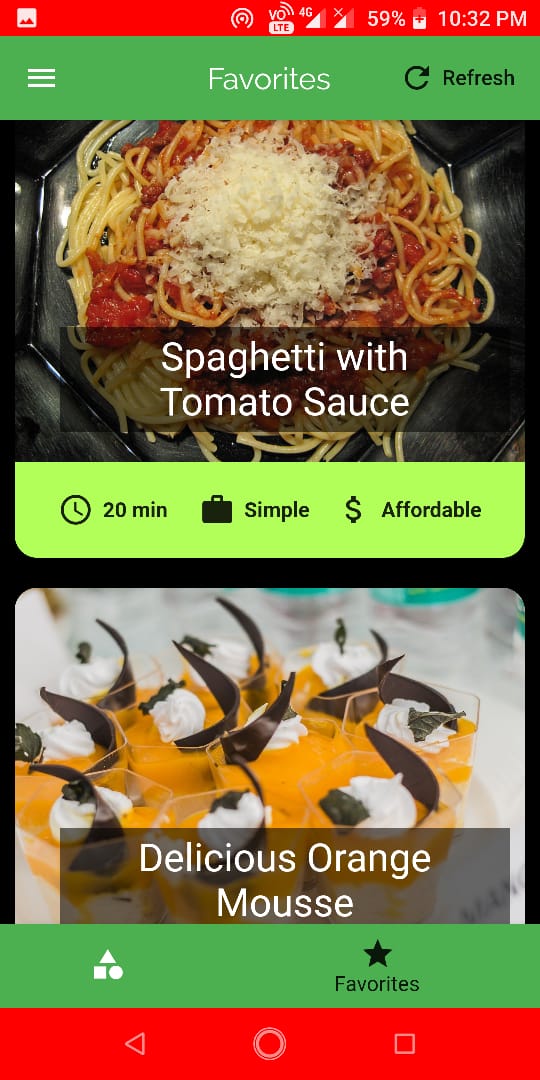 VO LTE 4G 59% 10:32 PM
Favorites Refresh
Spaghetti with
Tomato Sauce
20 min Simple Affordable
Delicious Orange
Mousse
Favorites